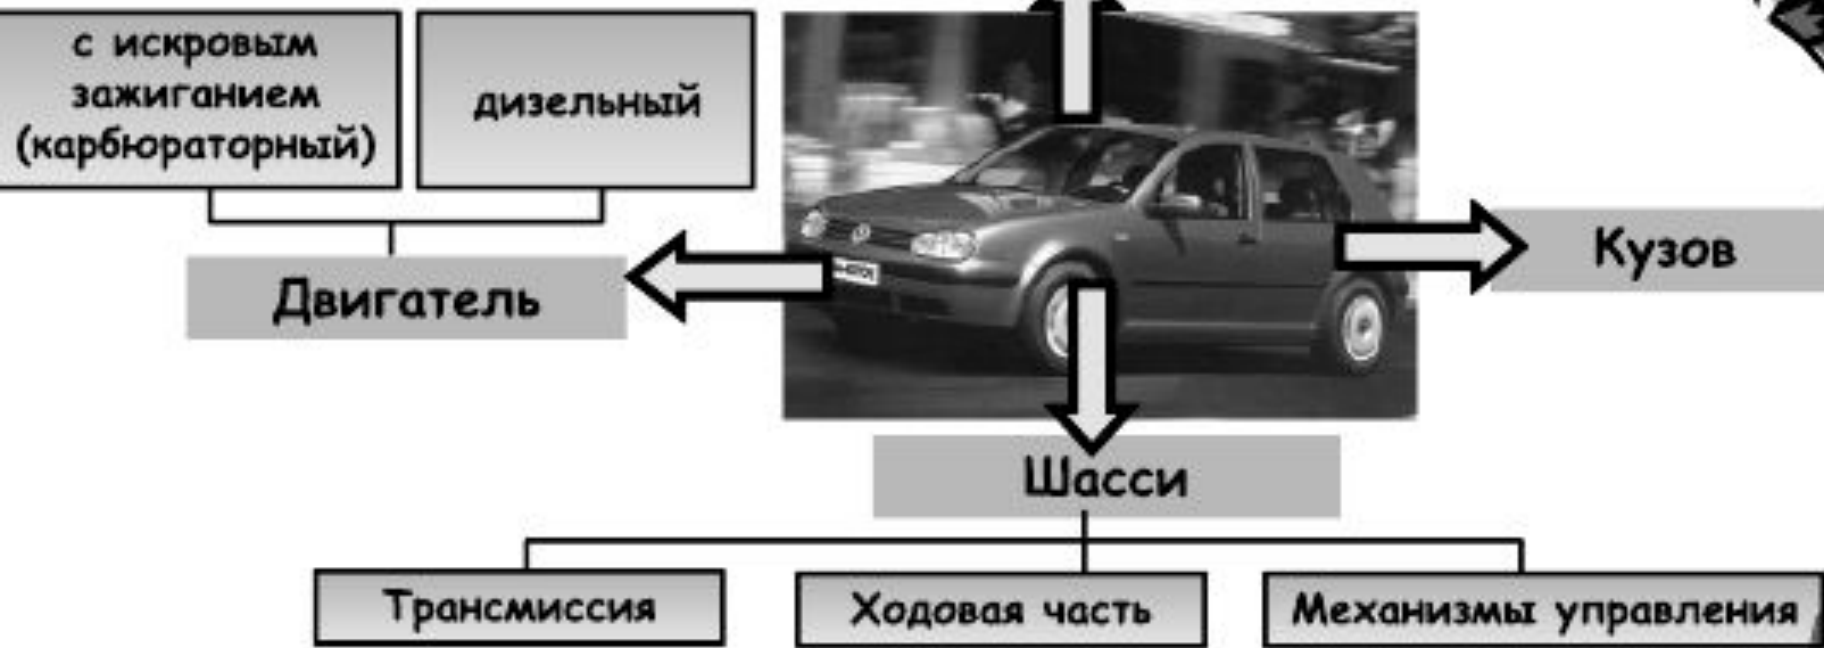 с искровым
зажиганием
(карбюраторный)
дизельный
Двигатель
Кузов
Шасси
Трансмиссия
Ходовая часть
Механизмы управления